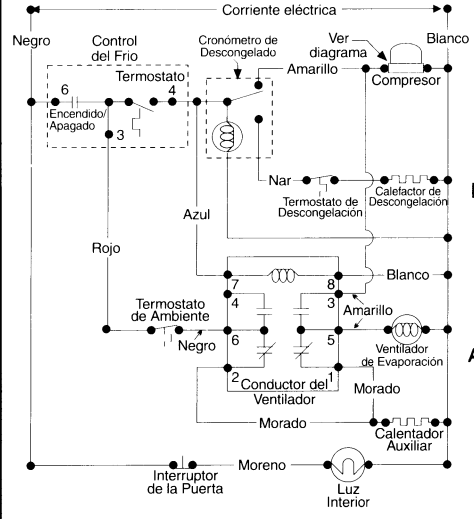 Corriente eléctrica
Negro
Control
del Frio
Cronómetro de
Descongelado
Ver
diagrama
Blanco
Termostato
Amarillo
Compresor
6
4
Encendido/
Apagado
3
Nar
Termostato de
Descongelación
Calefactor de
Descongelación
Azul
Rojo
7
8
Blanco
4
3
Termostato
de Ambiente
Amarillo
Negro
6
5
Ventilador
de Evaporación
2
1
Conductor del
Ventilador
Morado
Morado
Calentador
Auxiliar
Interruptor
de la Puerta
Moreno
Luz
Interior